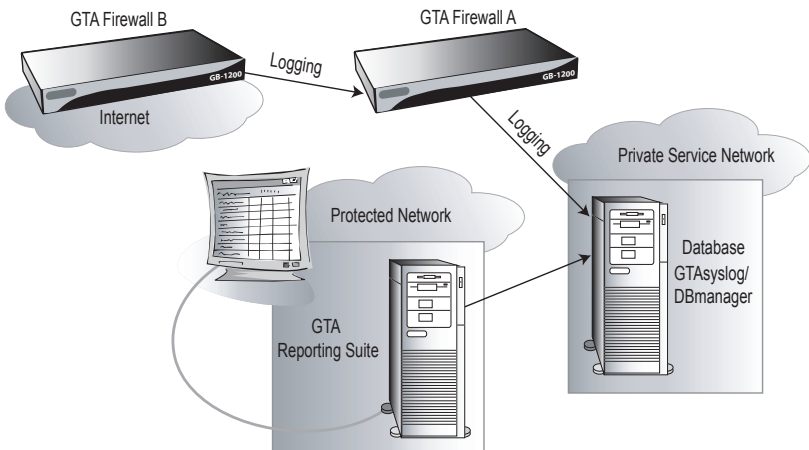 GTA Firewall B
GTA Firewall A
GB-1200
Logging
GB-1200
Internet
Logging
Private Service Network
Protected Network
Database
GTAsyslog/
DBmanager
GTA
Reporting Suite